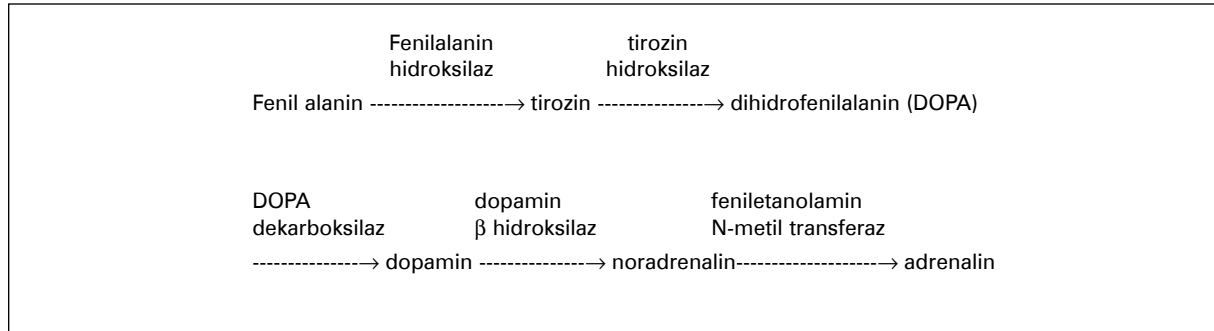 Fenilalanin tirozin
hidroksilaz hidroksilaz
Fenil alanin --------------------→ tirozin ----------------→ dihidrofenilalanin (DOPA)
DOPA dopamin feniletanolamin
dekarboksilaz β hidroksilaz N-metil transferaz
----------------→ dopamin ----------------→ noradrenalin---------------------→ adrenalin